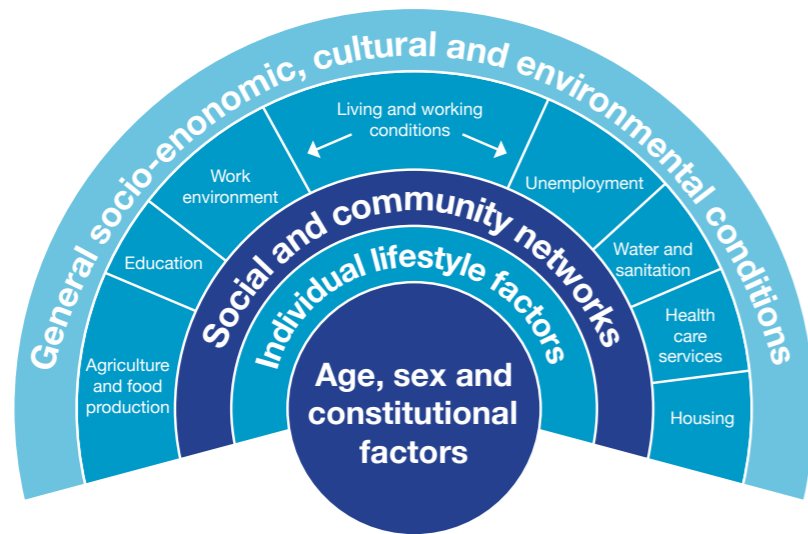 General socio-enonomic, cultural and environmental conditions
Living and working
conditions
Work
environment
Unemployment
Education
Water and
sanitation
Agriculture
and food
production
Health
care
services
Housing
Social and community networks
Individual lifestyle factors
Age, sex and
constitutional
factors